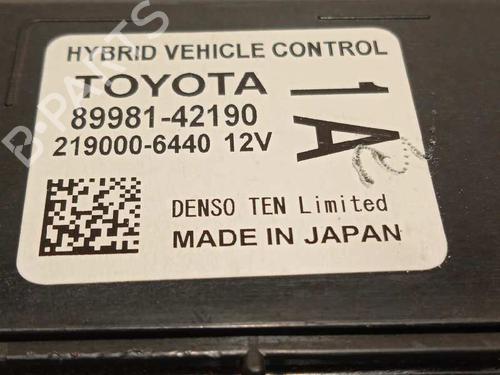 HYBRID VEHICLE CONTROL
TOYOTA
89981-42190
219000-6440 12V
1A
DENSO TEN Limited
MADE IN JAPAN
B-PARTS